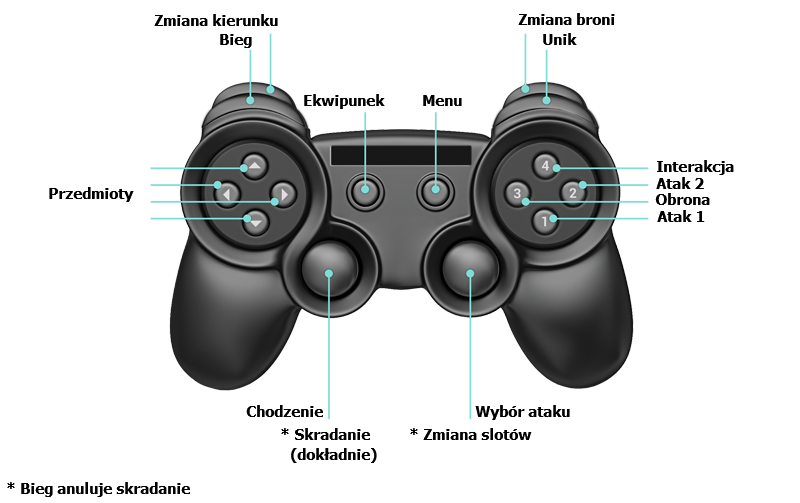 Zmiana kierunku
Bieg
Zmiana broni
Unik
Ekwipunek
Menu
Przedmioty
4
3
2
1
Interakcja
Atak 2
Obrona
Atak 1
Chodzenie
* Skradanie
(dokładnie)
Wybór ataku
* Zmiana slotów
* Bieg anuluje skradanie